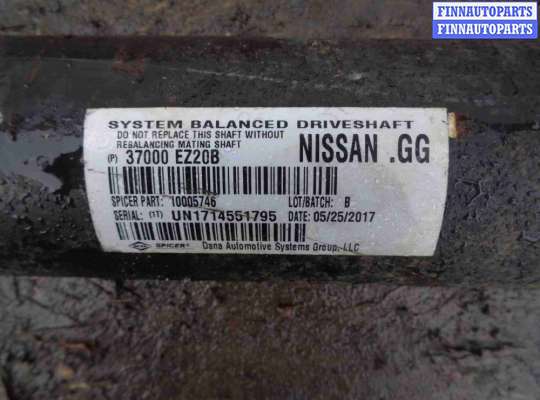 FINNAUTOPARTS
FINNAUTOPARTS
FINNAUTOPARTS
SYSTEM BALANCED DRIVESHAFT
DO NOT REPLACE THIS SHAFT WITHOUT
REBALANCING MATING SHAFT
NISSAN .GG
(P) 37000 EZ20B
SPICER PART: 10005746 LOT/BATCH: B
SERIAL: (1T) UN1714551795 DATE: 05/25/2017
SPICER® Dana Automotive Systems Group, LLC